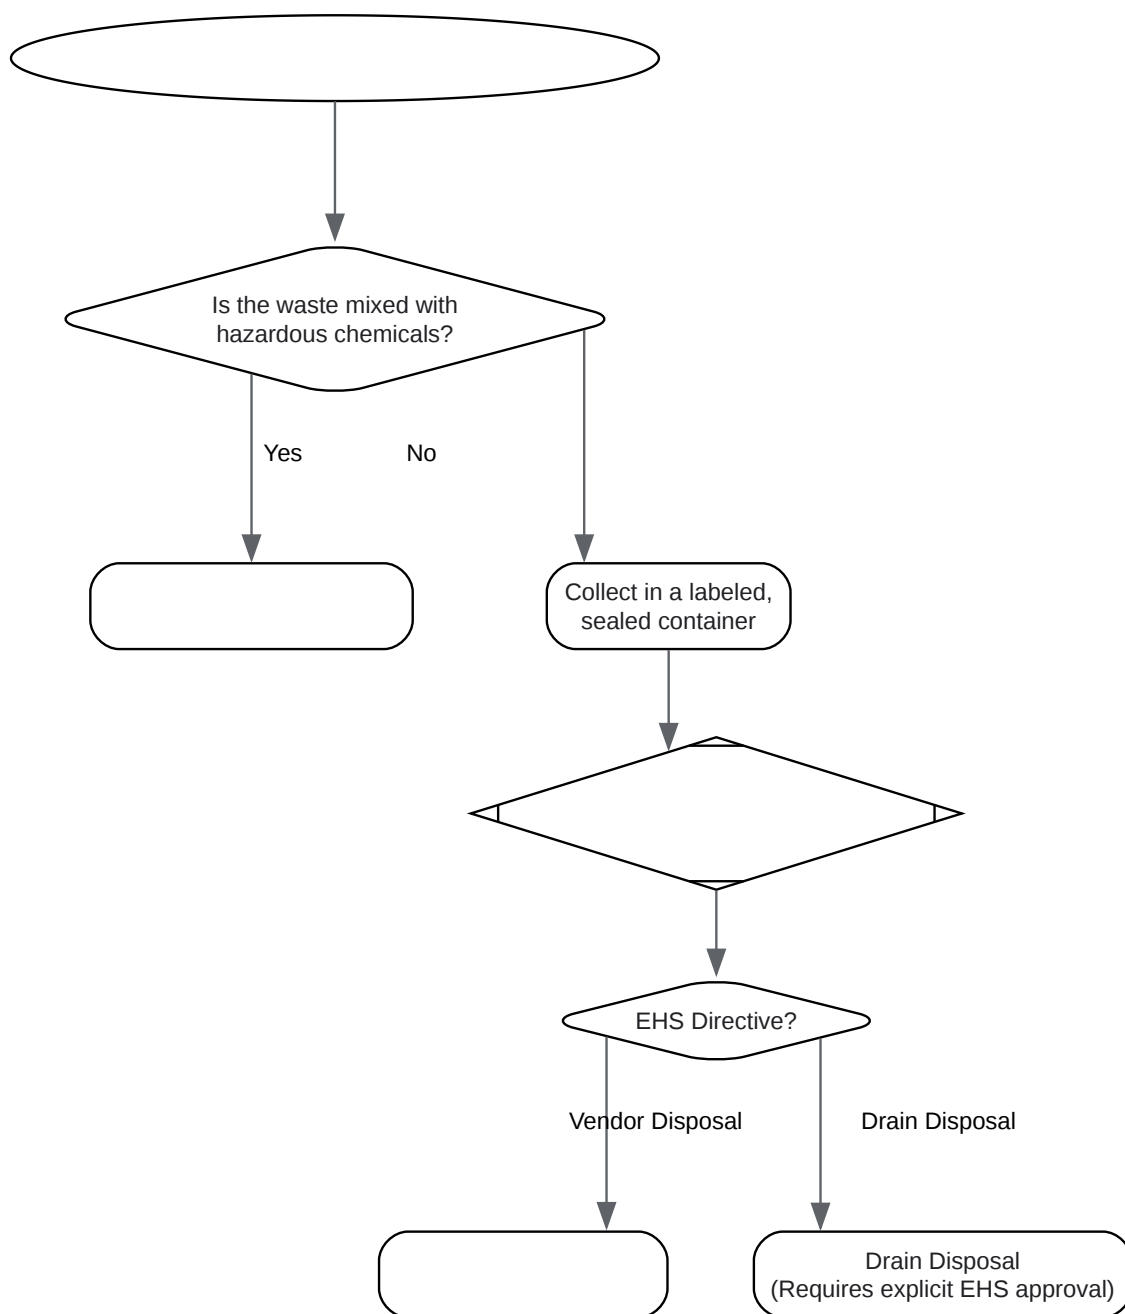 Is the waste mixed with
hazardous chemicals?
Yes
No
Collect in a labeled,
sealed container
EHS Directive?
Vendor Disposal
Drain Disposal
Drain Disposal
(Requires explicit EHS approval)